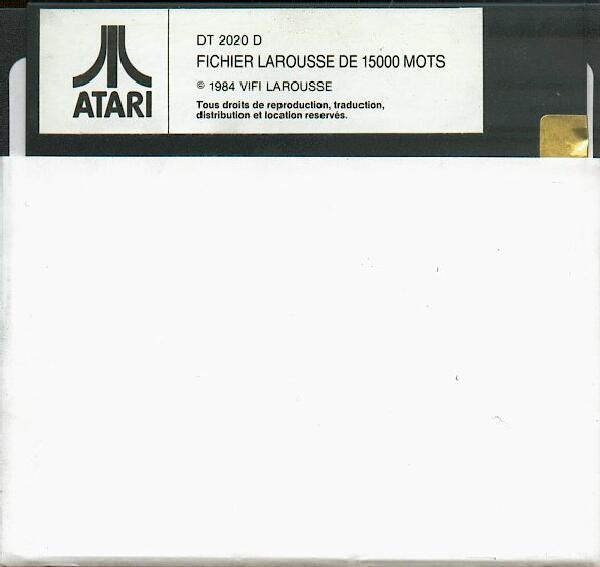 ATARI
DT 2020 D
FICHIER LAROUSSE DE 15000 MOTS
© 1984 VIFI LAROUSSE
Tous droits de reproduction, traduction,
distribution et location reservés.